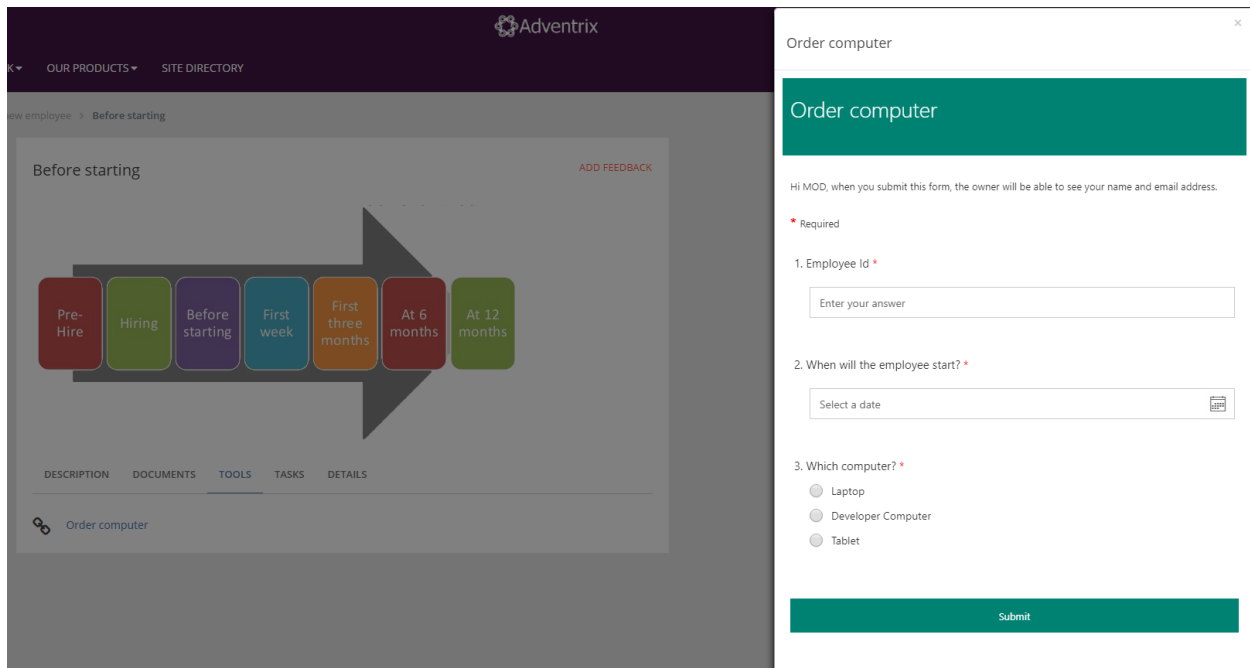 Adventrix
K
OUR PRODUCTS
SITE DIRECTORY
new employee > Before starting
Before starting
ADD FEEDBACK
Pre-
Hire
Hiring
Before
starting
First
week
First
three
months
At 6
months
At 12
months
DESCRIPTION
DOCUMENTS
TOOLS
TASKS
DETAILS
Order computer
×
Order computer
Order computer
Hi MOD, when you submit this form, the owner will be able to see your name and email address.
* Required
1. Employee Id *
Enter your answer
2. When will the employee start? *
Select a date
3. Which computer? *
Laptop
Developer Computer
Tablet
Submit